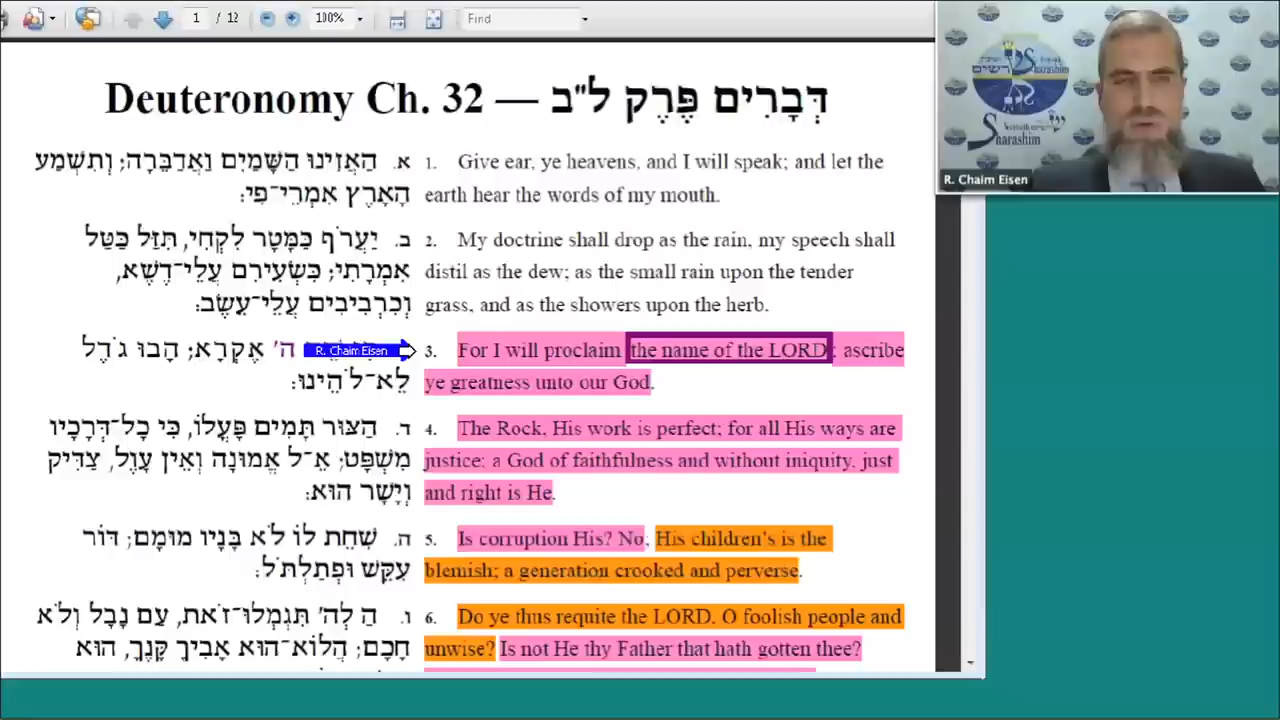 1 / 12
100%
Find
Deuteronomy Ch. 32 — דְּבָרִים פֶּרֶק ל"ב
א. הַאֲזִינוּ הַשָּׁמַיִם וַאֲדַבֵּרָה; וְתִשְׁמַע
הָאָרֶץ אִמְרֵי־פִי:
1. Give ear, ye heavens, and I will speak; and let the
earth hear the words of my mouth.
ב. יַעֲרֹף כַּמָּטָר לִקְחִי, תִּזַּל כַּטַּל
אִמְרָתִי; כִּשְׂעִירִם עֲלֵי־דֶשֶׁא,
וְכִרְבִיבִים עֲלֵי־עֵשֶׂב:
2. My doctrine shall drop as the rain, my speech shall
distil as the dew; as the small rain upon the tender
grass, and as the showers upon the herb.
ה' אֶקְרָא; הָבוּ גֹדֶל
לֵא־לֹהֵינוּ:
R. Chaim Eisen
3. For I will proclaim the name of the LORD; ascribe
ye greatness unto our God.
ד. הַצּוּר תָּמִים פָּעֳלוֹ, כִּי כָל־דְּרָכָיו
מִשְׁפָּט; אֵ־ל אֱמוּנָה וְאֵין עָוֶל, צַדִּיק
וְיָשָׁר הוּא:
4. The Rock, His work is perfect; for all His ways are
justice; a God of faithfulness and without iniquity, just
and right is He.
ה. שִׁחֵת לוֹ לֹא בָּנָיו מוּמָם; דּוֹר
עִקֵּשׁ וּפְתַלְתֹּל:
5. Is corruption His? No, His children's is the
blemish; a generation crooked and perverse.
ו. הַ לַה' תִּגְמְלוּ־זֹאת, עַם נָבָל וְלֹא
חָכָם; הֲלוֹא־הוּא אָבִיךָ קָּנֶךָ, הוּא
6. Do ye thus requite the LORD, O foolish people and
unwise? Is not He thy Father that hath gotten thee?
שרשים
Sharashim
R. Chaim Eisen